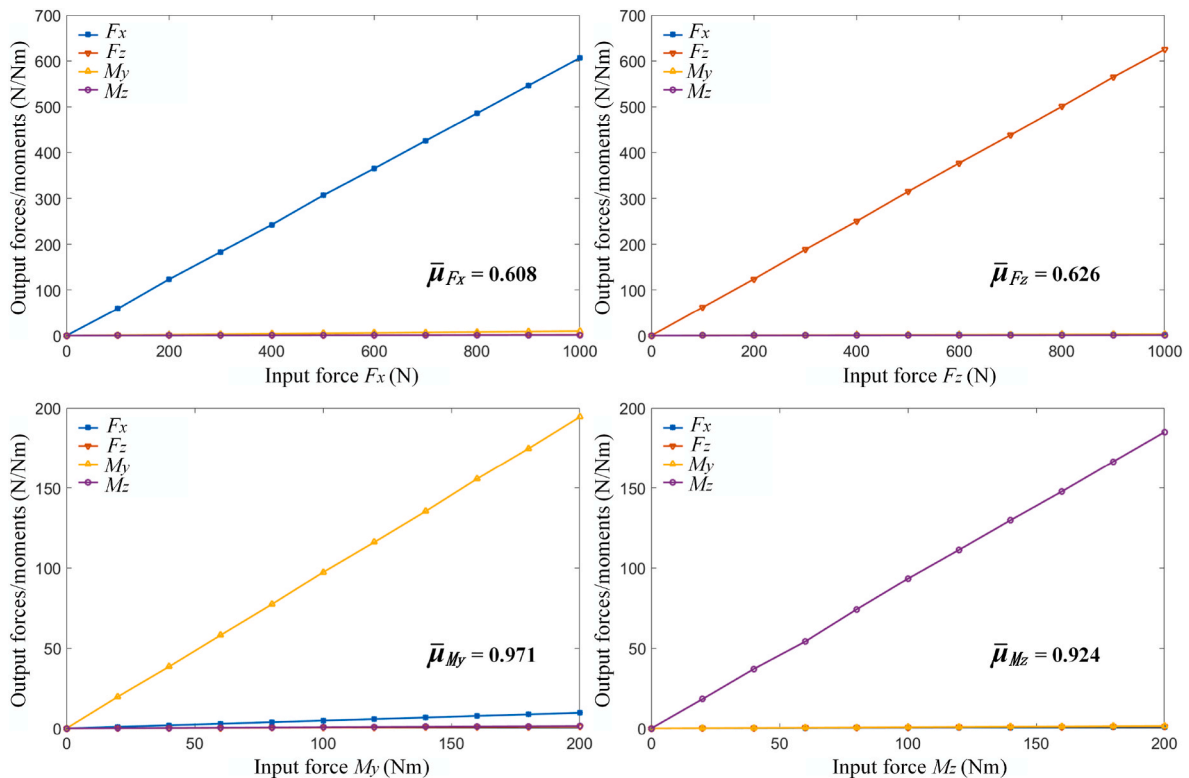 700
600
500
400
300
200
100
0
Output forces/moments (N/Nm)
Fx
Fz
My
Mz
μ̄Fx = 0.608
0 200 400 600 800 1000
Input force Fx (N)
700
600
500
400
300
200
100
0
Output forces/moments (N/Nm)
Fx
Fz
My
Mz
μ̄Fz = 0.626
0 200 400 600 800 1000
Input force Fz (N)
200
150
100
50
0
Output forces/moments (N/Nm)
Fx
Fz
My
Mz
μ̄My = 0.971
0 50 100 150 200
Input force My (Nm)
200
150
100
50
0
Output forces/moments (N/Nm)
Fx
Fz
My
Mz
μ̄Mz = 0.924
0 50 100 150 200
Input force Mz (Nm)